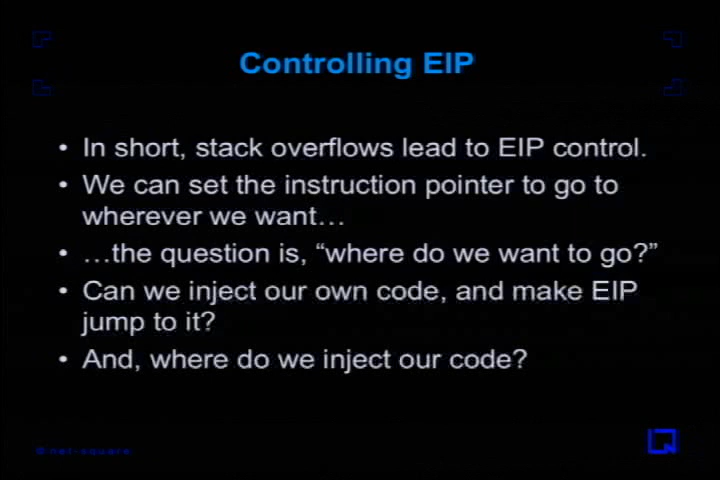 Controlling EIP
• In short, stack overflows lead to EIP control.
• We can set the instruction pointer to go to
wherever we want…
• …the question is, “where do we want to go?”
• Can we inject our own code, and make EIP
jump to it?
• And, where do we inject our code?
© net-square